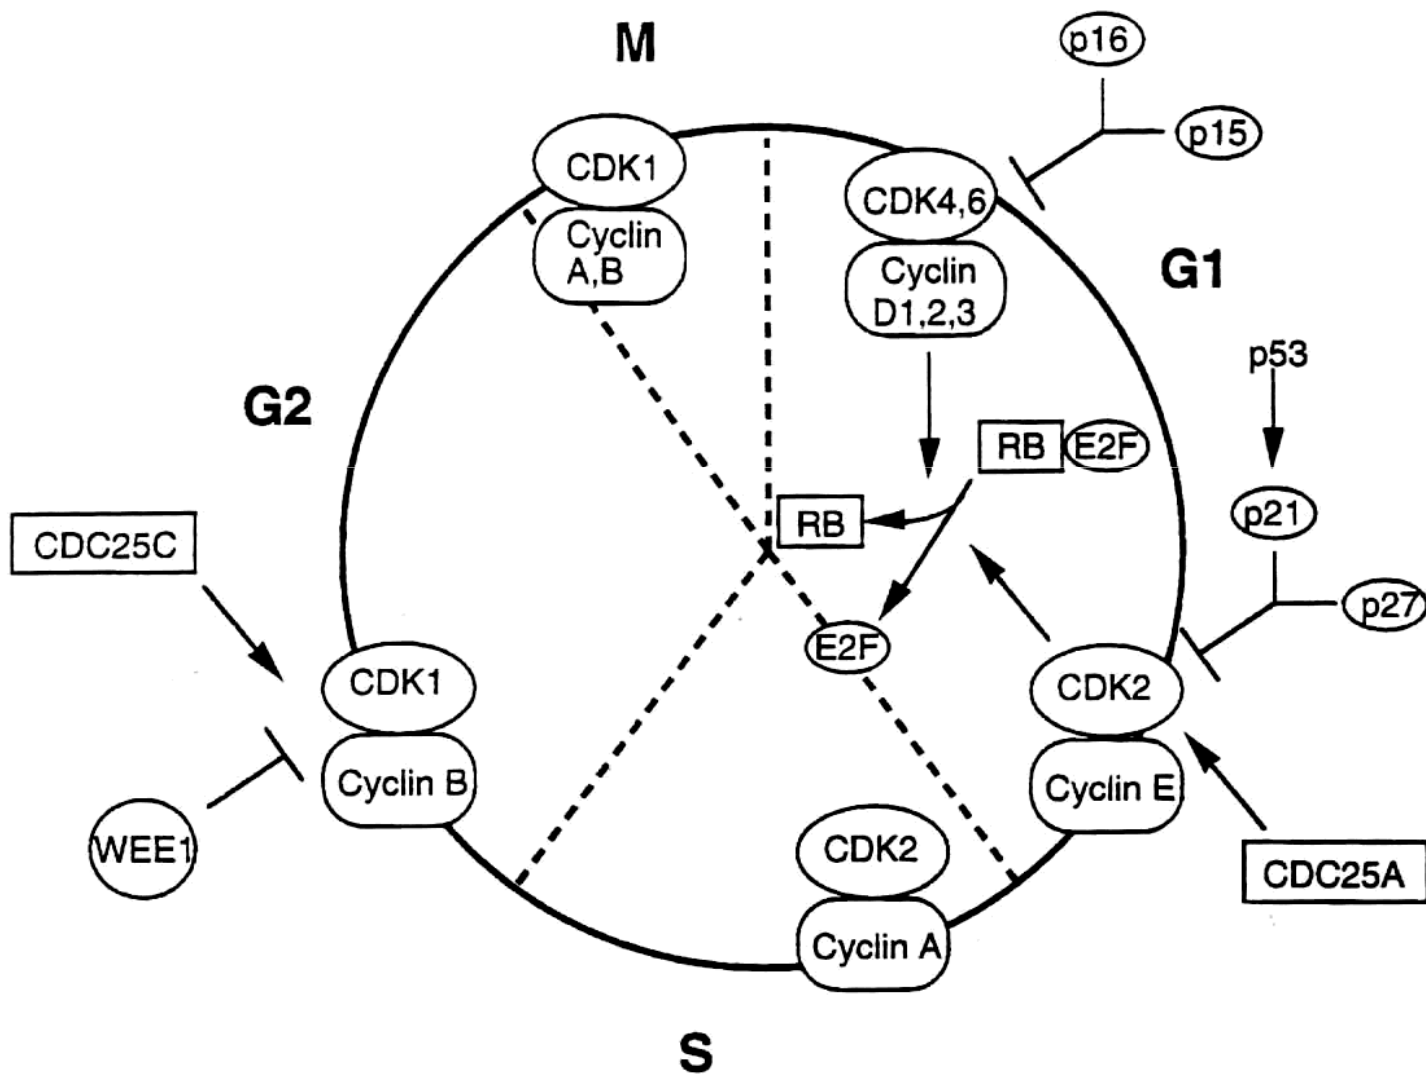 M
p16
p15
CDK1
Cyclin
A,B
CDK4,6
Cyclin
D1,2,3
G1
p53
G2
RB
E2F
RB
p21
CDC25C
p27
E2F
CDK1
CDK2
Cyclin B
Cyclin E
WEE1
CDK2
CDC25A
Cyclin A
S